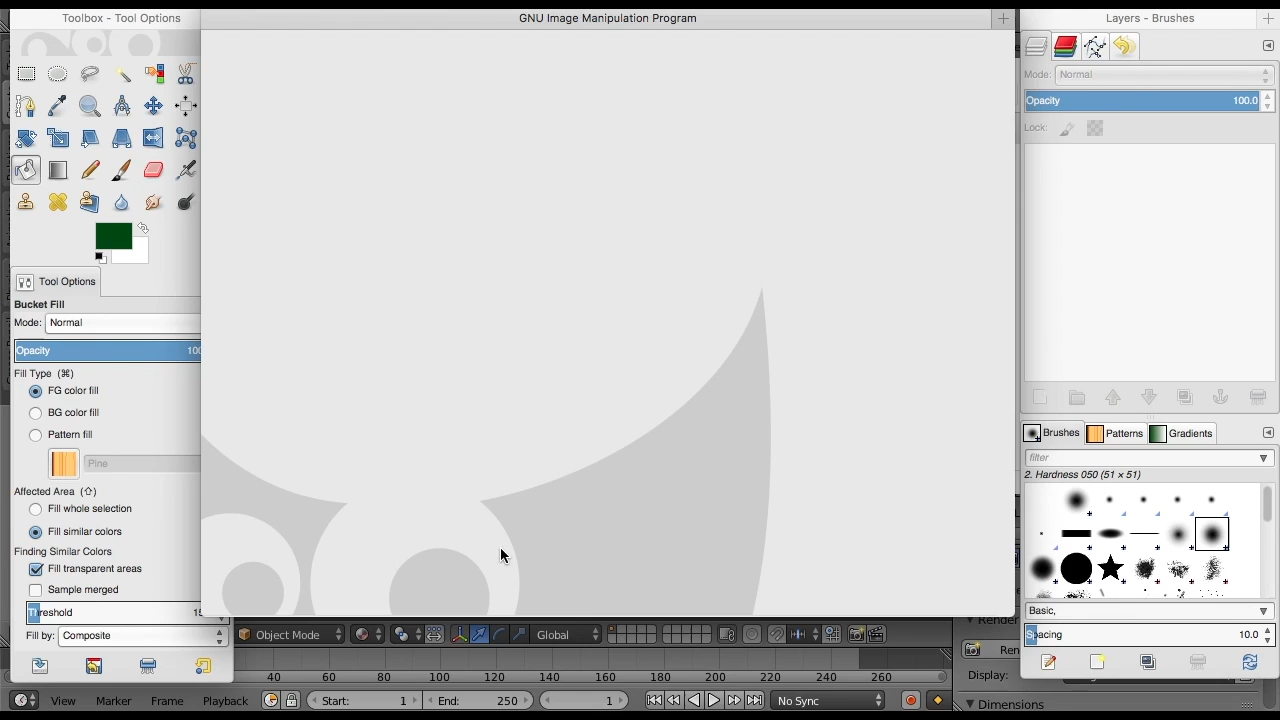 Toolbox - Tool Options
GNU Image Manipulation Program
Layers - Brushes
Mode: Normal
Opacity 100.0
Lock:
Tool Options
Bucket Fill
Mode: Normal
Opacity 100
Fill Type (⌘)
FG color fill
BG color fill
Pattern fill
Pine
Affected Area (⇧)
Fill whole selection
Fill similar colors
Finding Similar Colors
Fill transparent areas
Sample merged
Threshold 15
Fill by: Composite
Brushes Patterns Gradients
filter
2. Hardness 050 (51 × 51)
Basic,
Spacing 10.0
Object Mode Global
Render
Display:
Dimensions
40 60 80 100 120 140 160 180 200 220 240 260
View Marker Frame Playback Start: 1 End: 250 1 No Sync